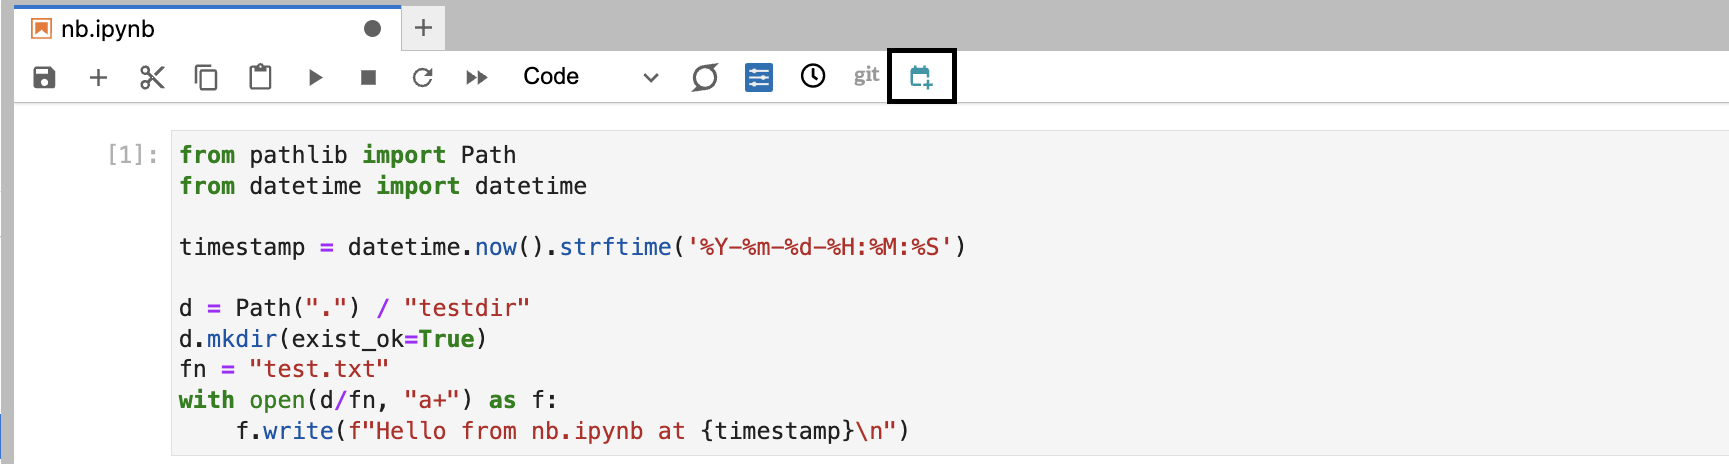 nb.ipynb
Code git
[1]:
from pathlib import Path
from datetime import datetime
timestamp = datetime.now().strftime('%Y-%m-%d-%H:%M:%S')
d = Path(".") / "testdir"
d.mkdir(exist_ok=True)
fn = "test.txt"
with open(d/fn, "a+") as f:
    f.write(f"Hello from nb.ipynb at {timestamp}\n")